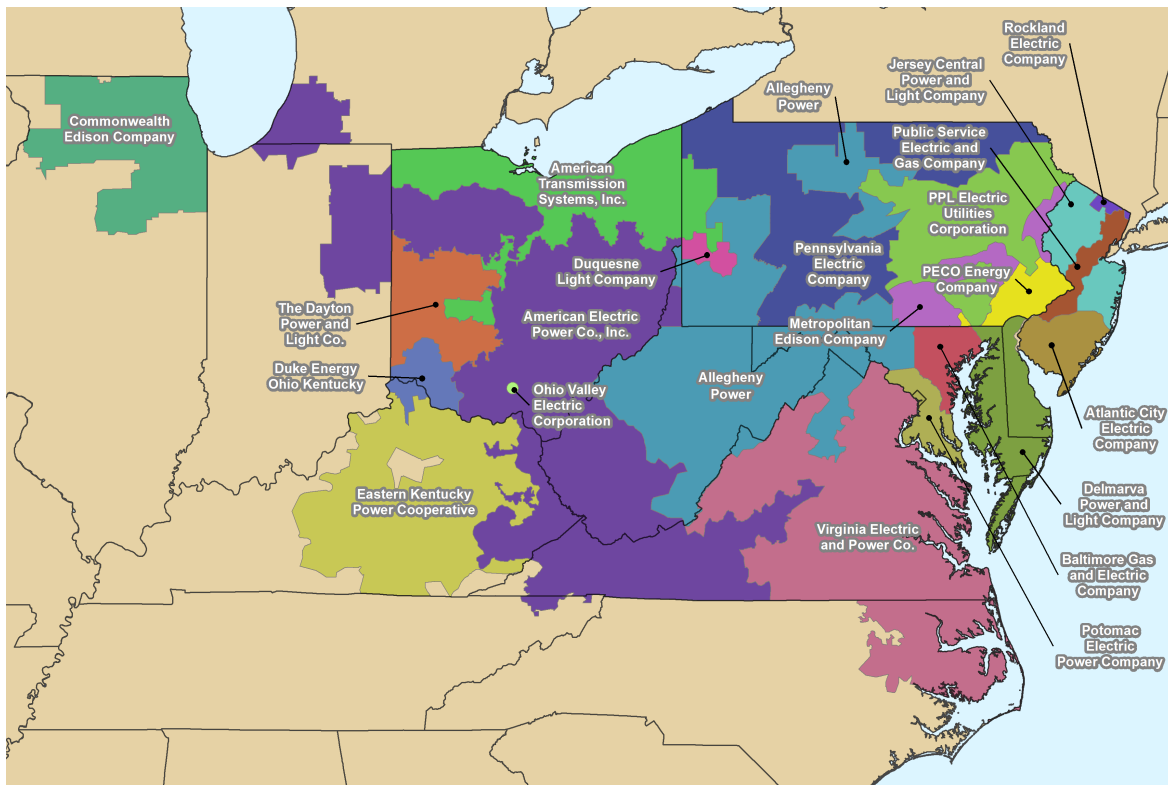 Rockland
Electric
Company
Jersey Central
Power and
Light Company
Allegheny
Power
Commonwealth
Edison Company
Public Service
Electric and
Gas Company
American
Transmission
Systems, Inc.
PPL Electric
Utilities
Corporation
Duquesne
Light Company
Pennsylvania
Electric
Company
PECO Energy
Company
The Dayton
Power and
Light Co.
American Electric
Power Co., Inc.
Metropolitan
Edison Company
Duke Energy
Ohio Kentucky
Ohio Valley
Electric
Corporation
Allegheny
Power
Atlantic City
Electric
Company
Eastern Kentucky
Power Cooperative
Delmarva
Power and
Light Company
Virginia Electric
and Power Co.
Baltimore Gas
and Electric
Company
Potomac
Electric
Power Company